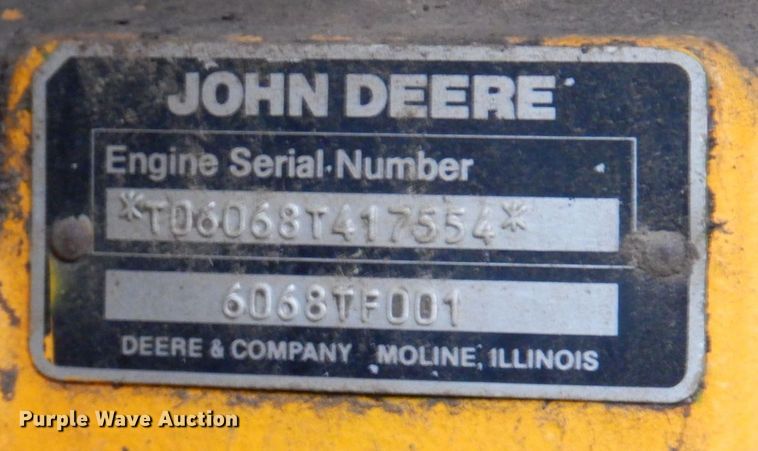 JOHN DEERE
Engine Serial Number
*T06068T417554*
6068TF001
DEERE & COMPANY MOLINE, ILLINOIS
Purple Wave Auction